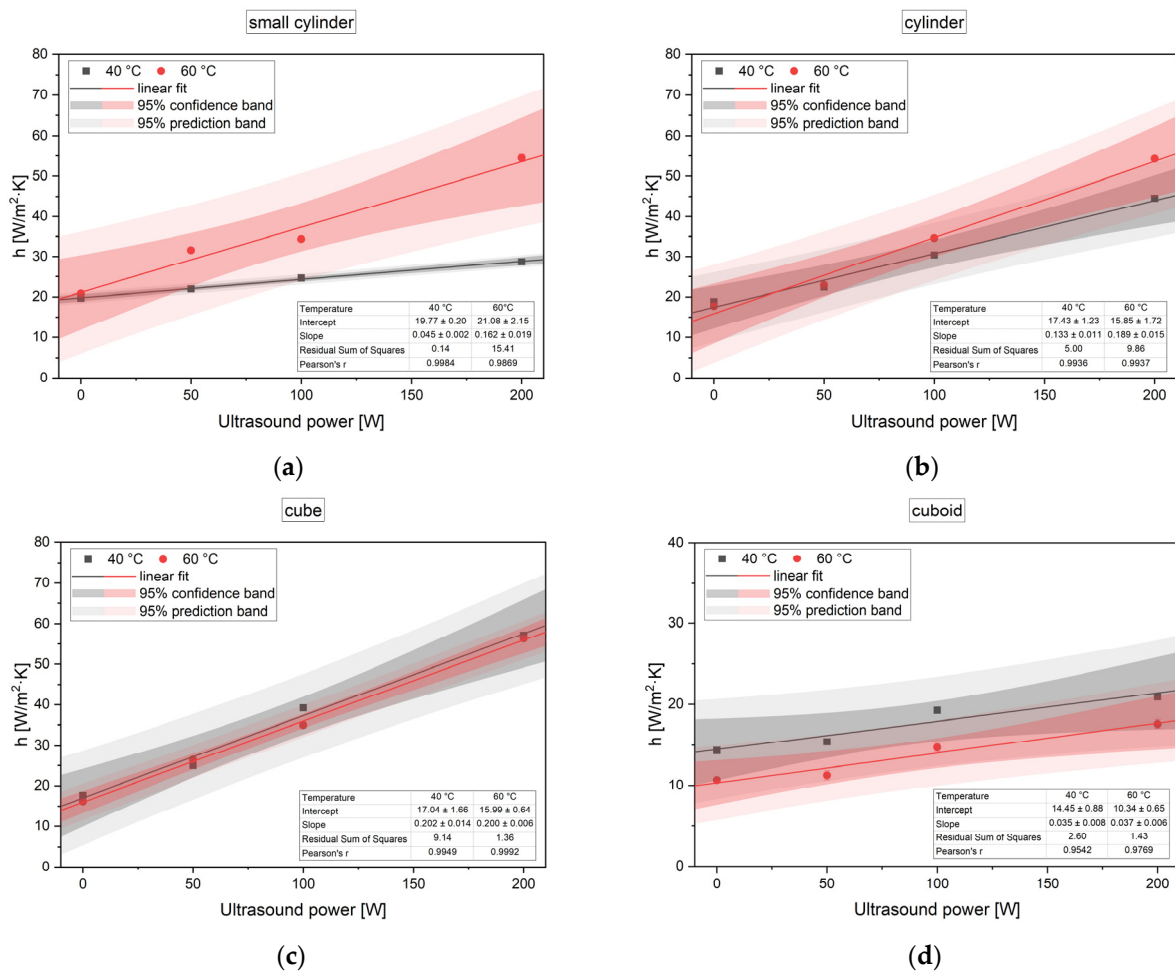 small cylinder
80
70
60
50
40
30
20
10
0
h [W/m²·K]
40 °C 60 °C
linear fit
95% confidence band
95% prediction band
Temperature 40 °C 60°C
Intercept 19.77 ± 0.20 21.08 ± 2.15
Slope 0.045 ± 0.002 0.162 ± 0.019
Residual Sum of Squares 0.14 15.41
Pearson's r 0.9984 0.9869
0 50 100 150 200
Ultrasound power [W]
(a)
cylinder
80
70
60
50
40
30
20
10
0
h [W/m²·K]
40 °C 60 °C
linear fit
95% confidence band
95% prediction band
Temperature 40 °C 60 °C
Intercept 17.43 ± 1.23 15.85 ± 1.72
Slope 0.133 ± 0.011 0.189 ± 0.015
Residual Sum of Squares 5.00 9.86
Pearson's r 0.9936 0.9937
0 50 100 150 200
Ultrasound power [W]
(b)
cube
80
70
60
50
40
30
20
10
0
h [W/m²·K]
40 °C 60 °C
linear fit
95% confidence band
95% prediction band
Temperature 40 °C 60 °C
Intercept 17.04 ± 1.66 15.99 ± 0.64
Slope 0.202 ± 0.014 0.200 ± 0.006
Residual Sum of Squares 9.14 1.36
Pearson's r 0.9949 0.9992
0 50 100 150 200
Ultrasound power [W]
(c)
cuboid
40
30
20
10
0
h [W/m²·K]
40 °C 60 °C
linear fit
95% confidence band
95% prediction band
Temperature 40 °C 60 °C
Intercept 14.45 ± 0.88 10.34 ± 0.65
Slope 0.035 ± 0.008 0.037 ± 0.006
Residual Sum of Squares 2.60 1.43
Pearson's r 0.9542 0.9769
0 50 100 150 200
Ultrasound power [W]
(d)